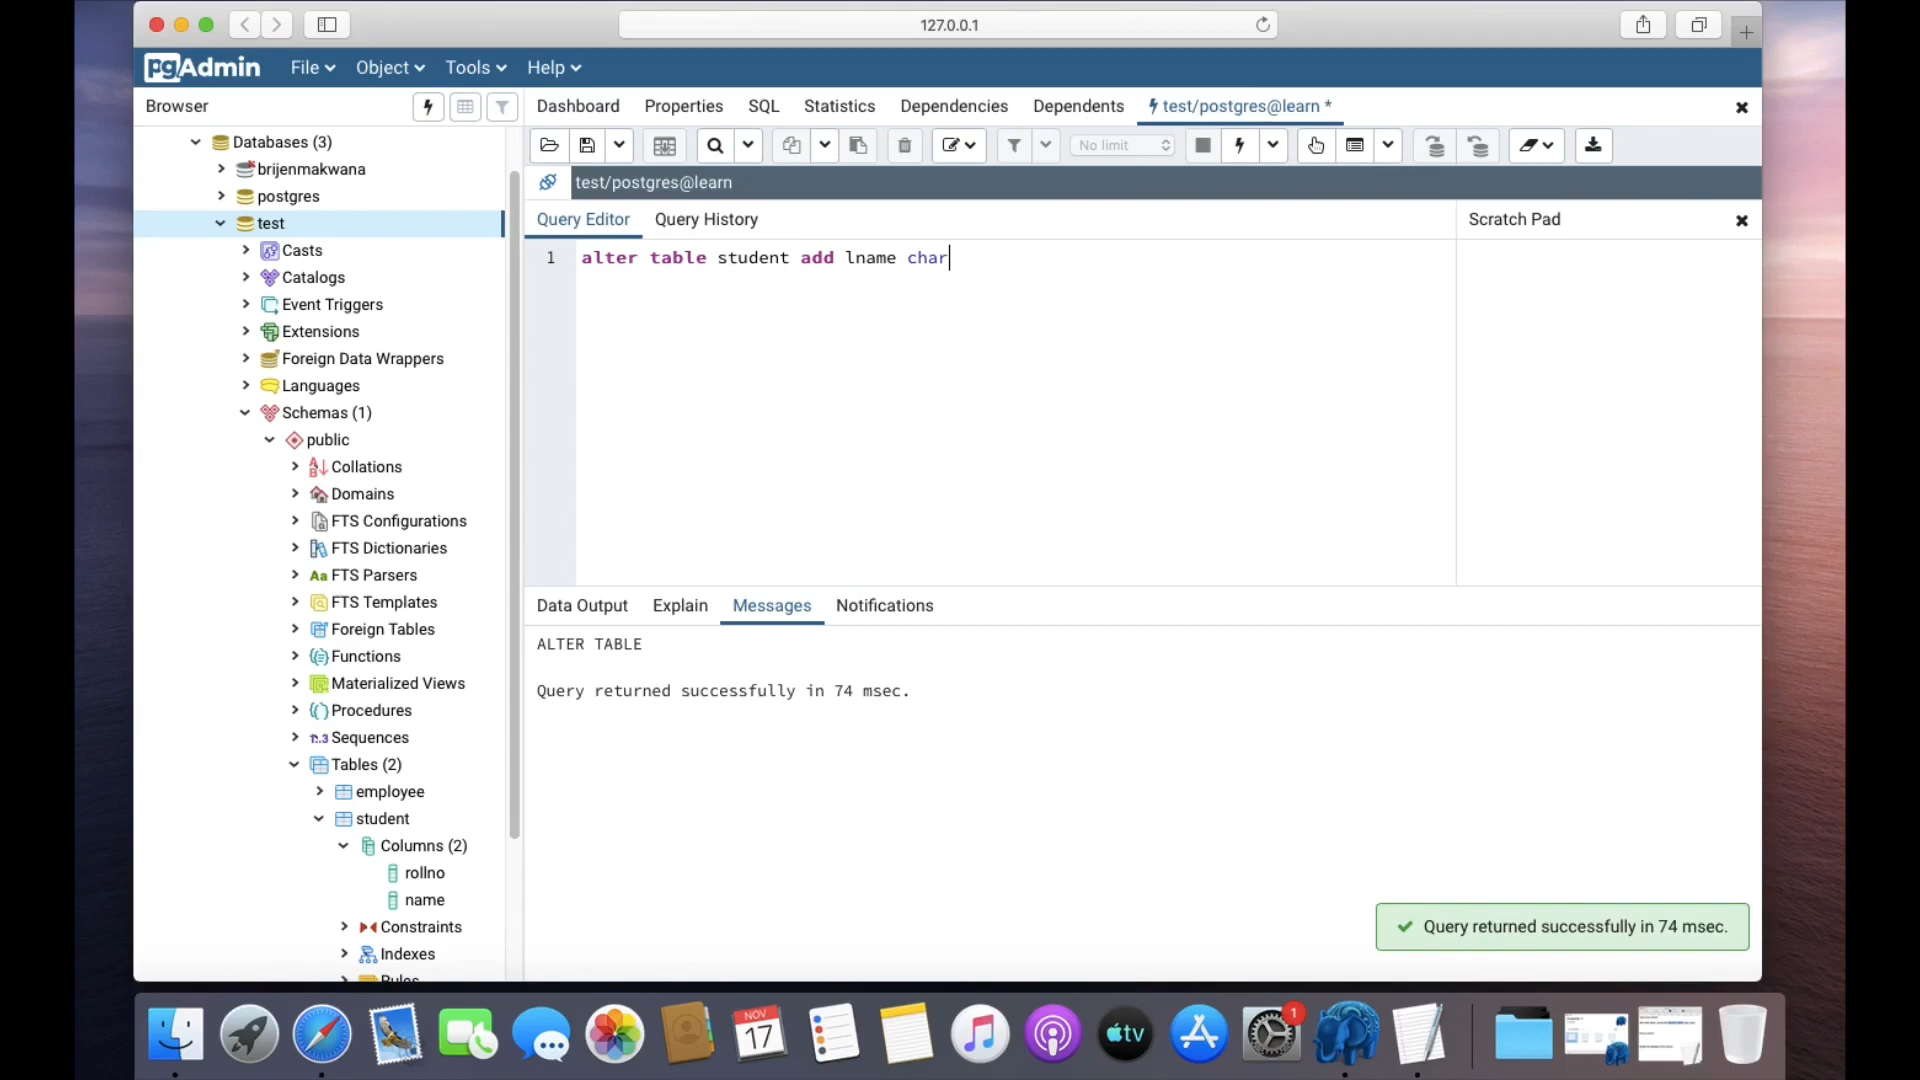 127.0.0.1
pgAdmin File Object Tools Help
Browser
Dashboard Properties SQL Statistics Dependencies Dependents test/postgres@learn *
Databases (3)
brijenmakwana
postgres
test
Casts
Catalogs
Event Triggers
Extensions
Foreign Data Wrappers
Languages
Schemas (1)
public
Collations
Domains
FTS Configurations
FTS Dictionaries
Aa FTS Parsers
FTS Templates
Foreign Tables
Functions
Materialized Views
Procedures
1..3 Sequences
Tables (2)
employee
student
Columns (2)
rollno
name
Constraints
Indexes
Rules
No limit
test/postgres@learn
Query Editor Query History
Scratch Pad
1 alter table student add lname char
Data Output Explain Messages Notifications
ALTER TABLE
Query returned successfully in 74 msec.
Query returned successfully in 74 msec.
NOV
17
tv
1